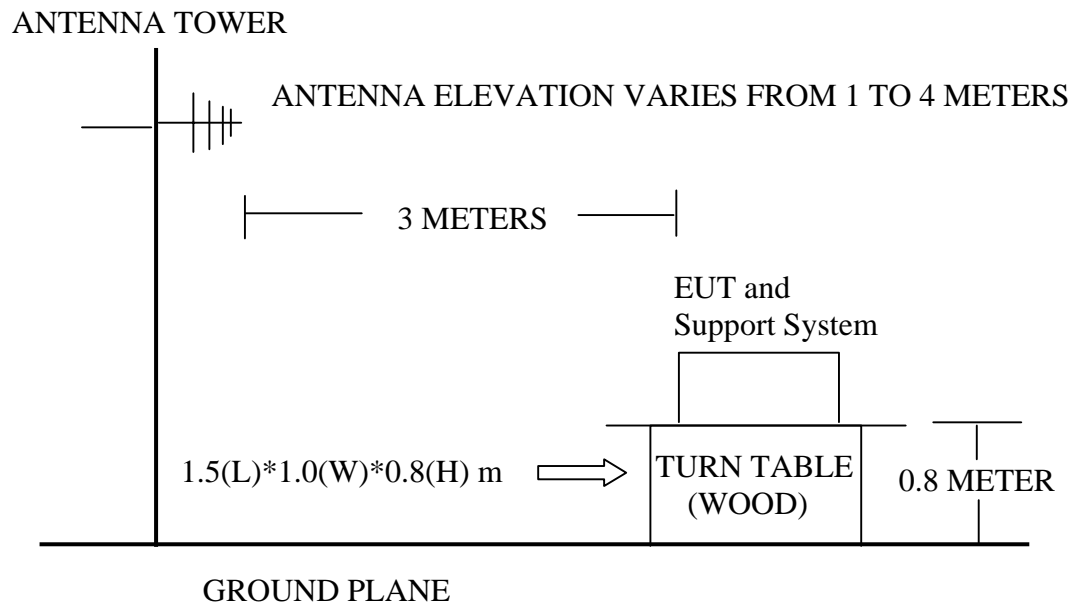 ANTENNA TOWER
ANTENNA ELEVATION VARIES FROM 1 TO 4 METERS
3 METERS
EUT and
Support System
1.5(L)*1.0(W)*0.8(H) m
TURN TABLE
(WOOD)
0.8 METER
GROUND PLANE